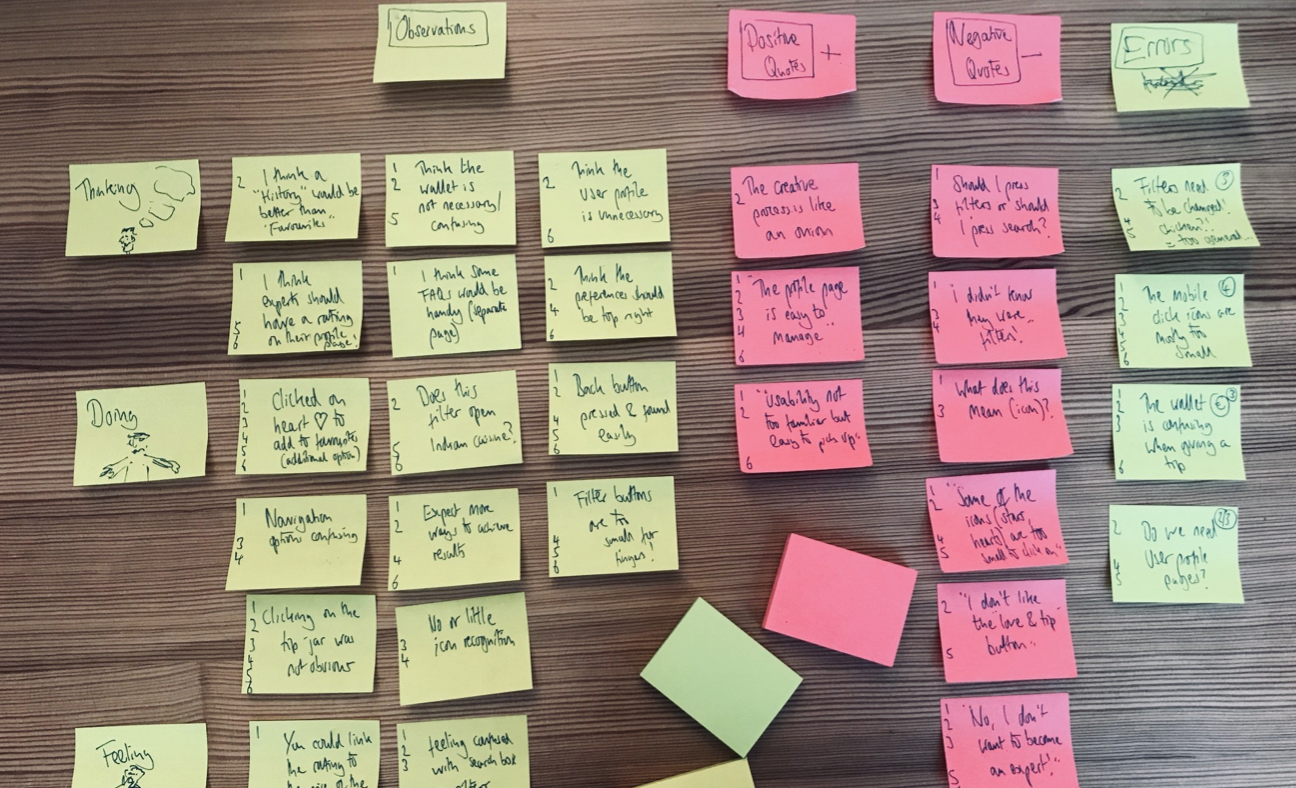 Observations
Positive
Quotes
+
Negative
Quotes
-
Errors
Thinking
2
I think a
"History" would be
better than
"Favourites"
1
2
5
Think the
wallet is
not necessary/
confusing
2
6
Think the
User profile
is unnecessary
2
The creative
process is like
an onion
1
3
4
Should I press
filters or should
I press search?
2
4
5
Filters need
to be changed!
chicken?!
= too general...
1
5
6
I think
experts should
have a rating
on their profile
page!
1
I think some
FAQs would be
handy (separate
page)
2
4
6
Think the
preferences should
be top right
1
2
3
4
6
"The profile page
is easy to
manage"
1
3
4
"I didn't know
they were
filters!
1
2
3
4
5
6
The mobile
click icons are
mostly too
small
4
Doing
1
2
3
4
5
6
Clicked on
heart ♡ to
add to favourites
(additional option)
2
5
6
Does this
filter open
Indian cuisine?
1
2
4
5
6
Back button
pressed & found
easily
1
2
6
"Usability not
too familiar but
easy to pick up"
3
"What does this
mean (icon)?
1
2
3
6
The wallet
is confusing
when giving a
tip
1
3
4
Navigation
options confusing
1
2
4
6
Expect more
ways to achieve
results
1
4
5
6
Filter buttons
are too
small for
fingers!
1
2
4
5
"Some of the
icons (stars
hearts) are too
small to click on"
2
4
5
Do we need
User profile
pages?
2/3
1
2
3
4
5
6
Clicking on the
tip jar was
not obvious
3
4
No or little
icon recognition
2
5
"I don't like
the love & tip
button"
Feeling
1
You could link
the rating to
1
2
3
feeling confused
with search box
1
2
3
5
"No, I don't
want to become
an expert!"